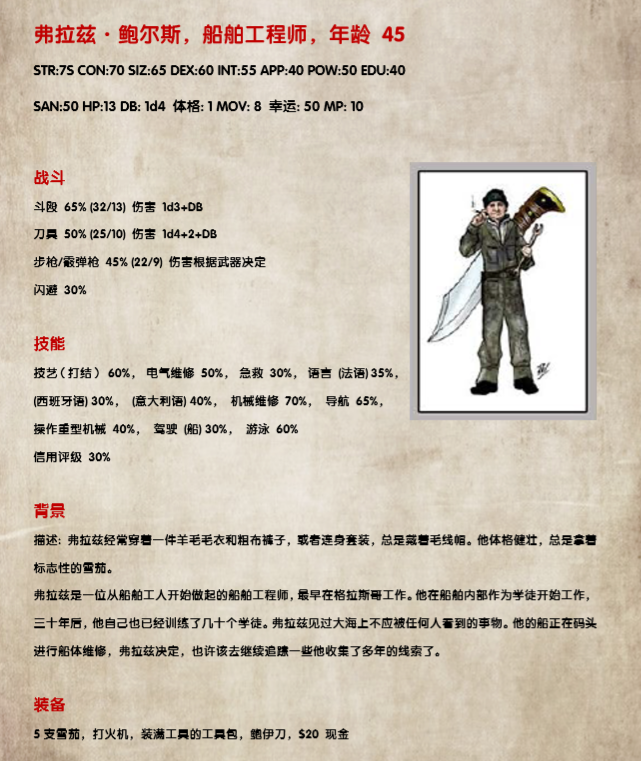 弗拉兹·鲍尔斯，船舶工程师，年龄 45
STR:75 CON:70 SIZ:65 DEX:60 INT:55 APP:40 POW:50 EDU:40
SAN:50 HP:13 DB: 1d4 体格: 1 MOV: 8 幸运: 50 MP: 10
战斗
斗殴 65% (32/13) 伤害 1d3+DB
刀具 50% (25/10) 伤害 1d4+2+DB
步枪/霰弹枪 45% (22/9) 伤害根据武器决定
闪避 30%
技能
技艺（打结） 60%， 电气维修 50%， 急救 30%， 语言 (法语) 35%，
(西班牙语) 30%， (意大利语) 40%， 机械维修 70%， 导航 65%，
操作重型机械 40%， 驾驶 (船) 30%， 游泳 60%
信用评级 30%
背景
描述: 弗拉兹经常穿着一件羊毛毛衣和粗布裤子，或者连身套装，总是戴着毛线帽。他体格健壮，总是拿着
标志性的雪茄。
弗拉兹是一位从船舶工人开始做起的船舶工程师，最早在格拉斯哥工作。他在船舶内部作为学徒开始工作，
三十年后，他自己也已经训练了几十个学徒。弗拉兹见过大海上不应被任何人看到的事物。他的船正在码头
进行船体维修，弗拉兹决定，也许该去继续追踪一些他收集了多年的线索了。
装备
5 支雪茄，打火机，装满工具的工具包，鲍伊刀，$20 现金